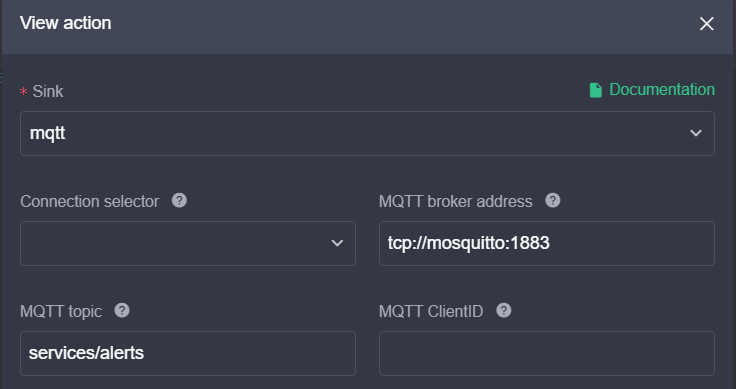 View action
* Sink
Documentation
mqtt
Connection selector ?
MQTT broker address ?
tcp://mosquitto:1883
MQTT topic ?
MQTT ClientID ?
services/alerts